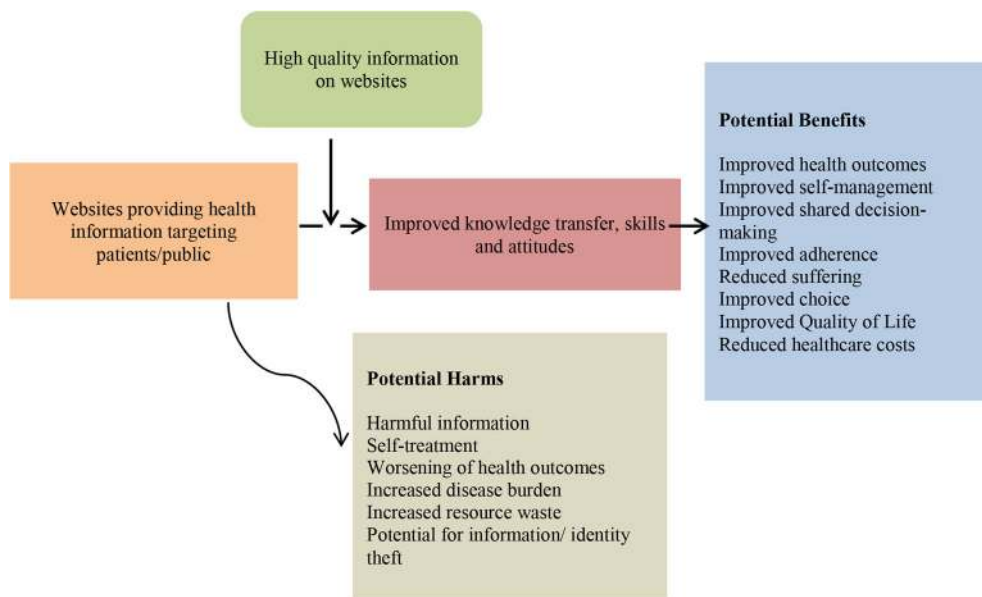 High quality information
on websites
Websites providing health
information targeting
patients/public
Improved knowledge transfer, skills
and attitudes
Potential Benefits
Improved health outcomes
Improved self-management
Improved shared decision-
making
Improved adherence
Reduced suffering
Improved choice
Improved Quality of Life
Reduced healthcare costs
Potential Harms
Harmful information
Self-treatment
Worsening of health outcomes
Increased disease burden
Increased resource waste
Potential for information/ identity
theft